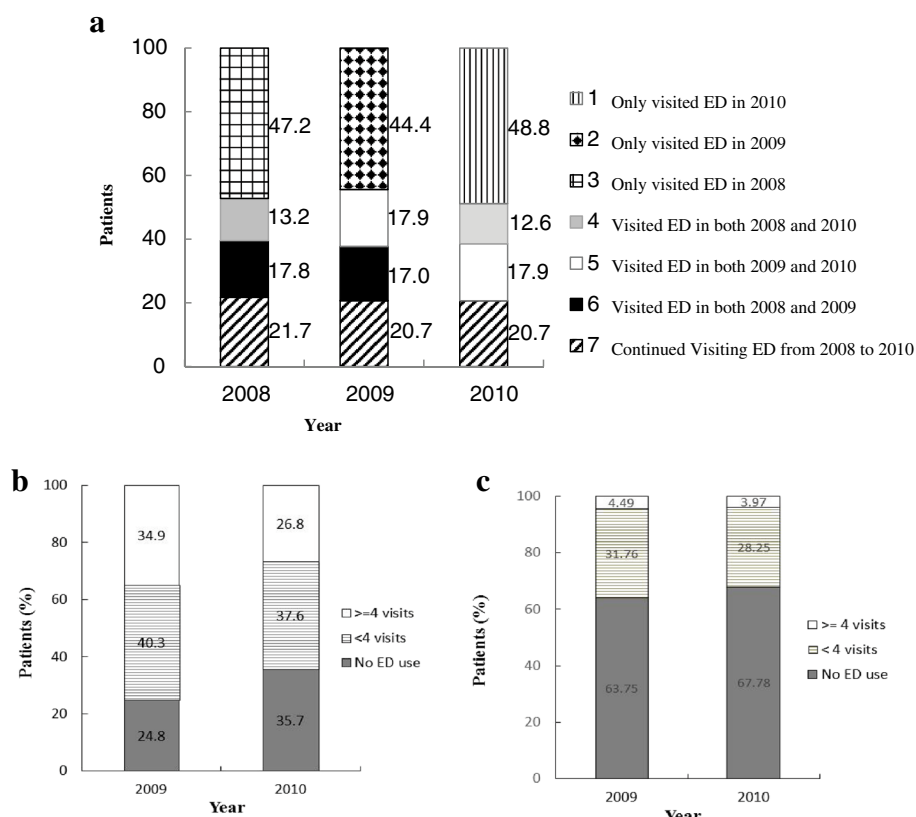 a
100
80
60
40
20
0
Patients
47.2
13.2
17.8
21.7
44.4
17.9
17.0
20.7
48.8
12.6
17.9
20.7
2008
2009
2010
Year
1 Only visited ED in 2010
2 Only visited ED in 2009
3 Only visited ED in 2008
4 Visited ED in both 2008 and 2010
5 Visited ED in both 2009 and 2010
6 Visited ED in both 2008 and 2009
7 Continued Visiting ED from 2008 to 2010
b
100
80
60
40
20
0
Patients (%)
34.9
40.3
24.8
26.8
37.6
35.7
2009
2010
Year
>=4 visits
<4 visits
No ED use
c
100
80
60
40
20
0
Patients (%)
4.49
31.76
63.75
3.97
28.25
67.78
2009
2010
Year
>= 4 visits
< 4 visits
No ED use